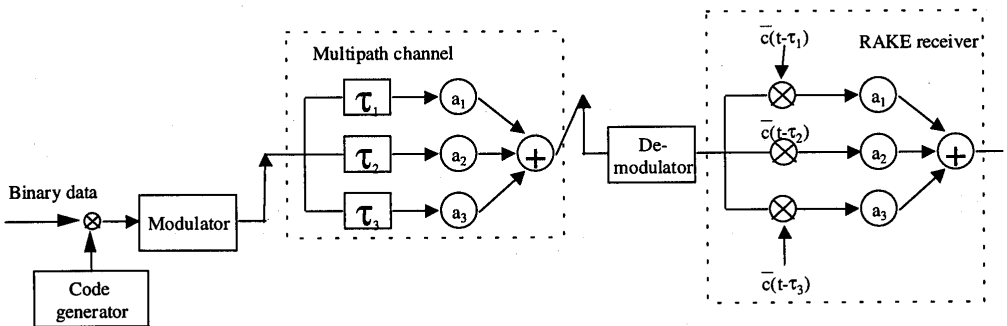 Multipath channel
RAKE receiver
c̅(t-τ₁)
τ₁
a₁
a₁
τ₂
a₂
+
De-
modulator
c̅(t-τ₂)
a₂
+
Binary data
Modulator
τ₃
a₃
a₃
Code
generator
c̅(t-τ₃)